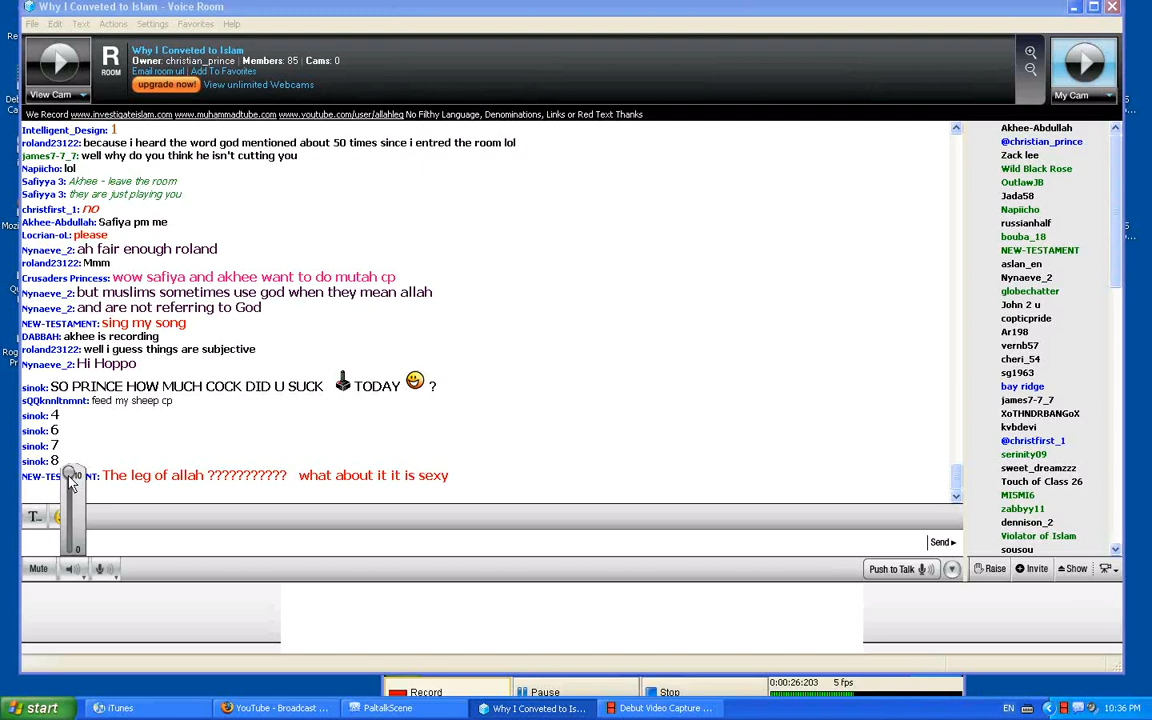 Why I Conveted to Islam - Voice Room
File Edit Text Actions Settings Favorites Help
View Cam
R ROOM
Why I Conveted to Islam
Owner: christian_prince | Members: 85 | Cams: 0
Email room url | Add To Favorites
upgrade now! View unlimited Webcams
My Cam
We Record www.investigateislam.com www.muhammadtube.com www.youtube.com/user/allahleg No Filthy Language, Denominations, Links or Red Text Thanks
Intelligent_Design: 1
roland23122: because i heard the word god mentioned about 50 times since i entred the room lol
james7-7_7: well why do you think he isn't cutting you
Napiicho: lol
Safiyya 3: Akhee - leave the room
Safiyya 3: they are just playing you
christfirst_1: no
Akhee-Abdullah: Safiya pm me
Locrian-oL: please
Nynaeve_2: ah fair enough roland
roland23122: Mmm
Crusaders Princess: wow safiya and akhee want to do mutah cp
Nynaeve_2: but muslims sometimes use god when they mean allah
Nynaeve_2: and are not referring to God
NEW-TESTAMENT: sing my song
DABBAH: akhee is recording
roland23122: well i guess things are subjective
Nynaeve_2: Hi Hoppo
sinok: SO PRINCE HOW MUCH COCK DID U SUCK TODAY ?
sQQknnltnmnt: feed my sheep cp
sinok: 4
sinok: 6
sinok: 7
sinok: 8
NEW-TES NT: The leg of allah ??????????? what about it it is sexy
10
0
T...
Send
Mute
Push to Talk
Raise Invite Show
Akhee-Abdullah
@christian_prince
Zack lee
Wild Black Rose
OutlawJB
Jada58
Napiicho
russianhalf
bouba_18
NEW-TESTAMENT
aslan_en
Nynaeve_2
globechatter
John 2 u
copticpride
Ar198
vernb57
cheri_54
sg1963
bay ridge
james7-7_7
XoTHNDRBANGoX
kvbdevi
@christfirst_1
serinity09
sweet_dreamzzz
Touch of Class 26
MI5MI6
zabbyy11
dennison_2
Violator of Islam
sousou
Record Pause Stop
0:00:26:203 5 fps
start iTunes YouTube - Broadcast ... PaltalkScene Why I Conveted to Is... Debut Video Capture ... EN 10:36 PM